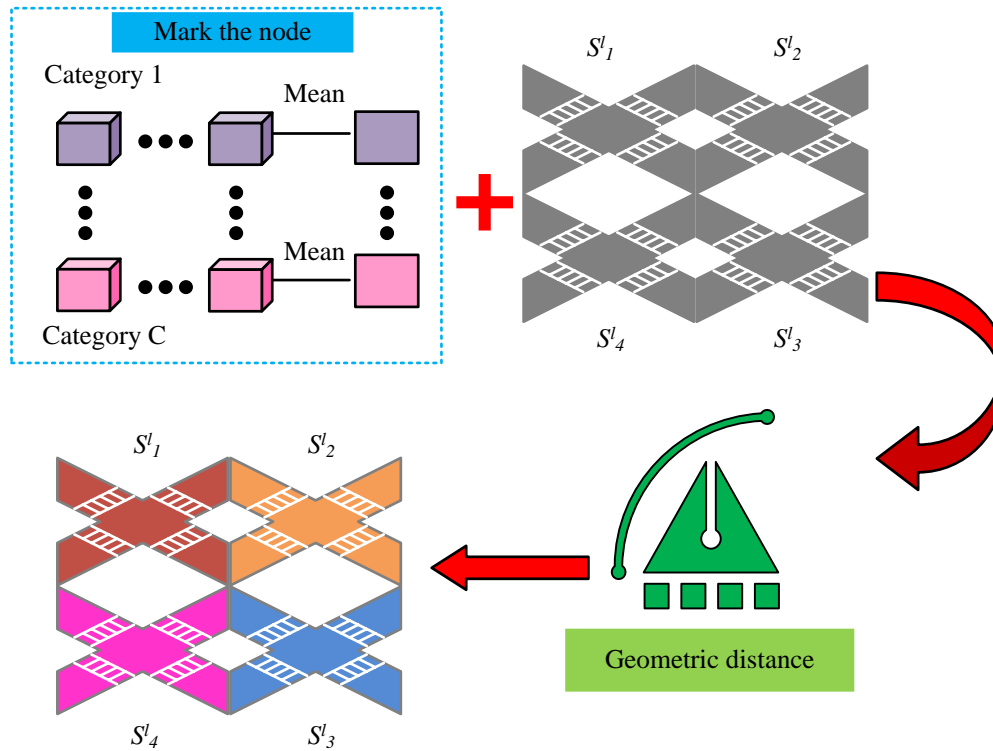 Mark the node
Category 1
Mean
Mean
Category C
S^l_1
S^l_2
S^l_4
S^l_3
S^l_1
S^l_2
S^l_4
S^l_3
Geometric distance